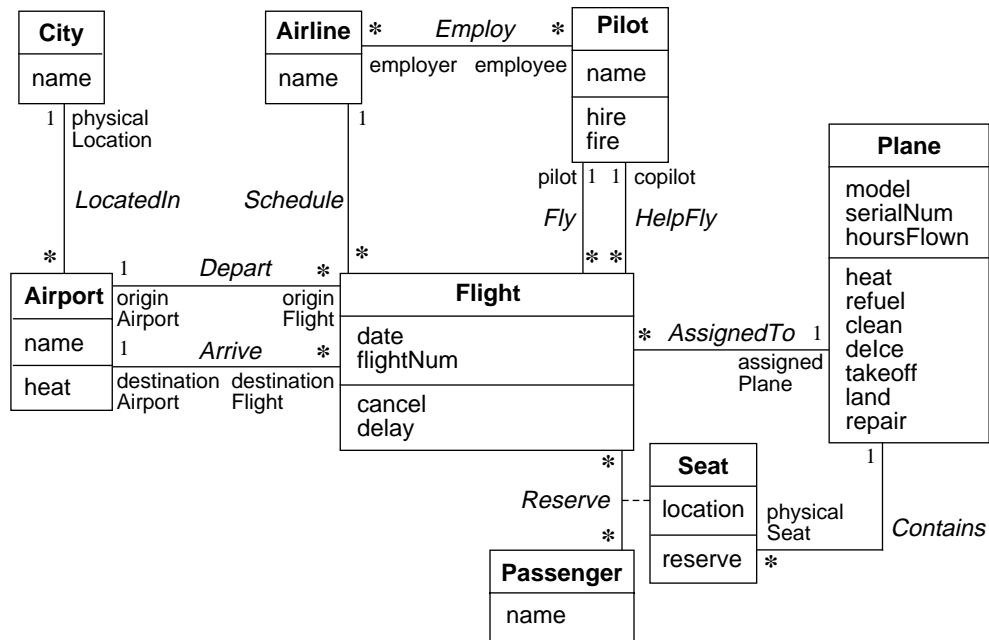 City
name
1
physical
Location
LocatedIn
*
Airline
name
1
Schedule
*
*
Employ
*
employer
employee
Pilot
name
hire
fire
pilot
1
1
copilot
Fly
HelpFly
*
*
Plane
model
serialNum
hoursFlown
heat
refuel
clean
deIce
takeoff
land
repair
Airport
name
heat
1
Depart
*
origin
Airport
origin
Flight
1
Arrive
*
destination
Airport
destination
Flight
Flight
date
flightNum
cancel
delay
*
AssignedTo
1
assigned
Plane
*
Reserve
*
Seat
location
reserve
physical
Seat
*
1
Contains
Passenger
name